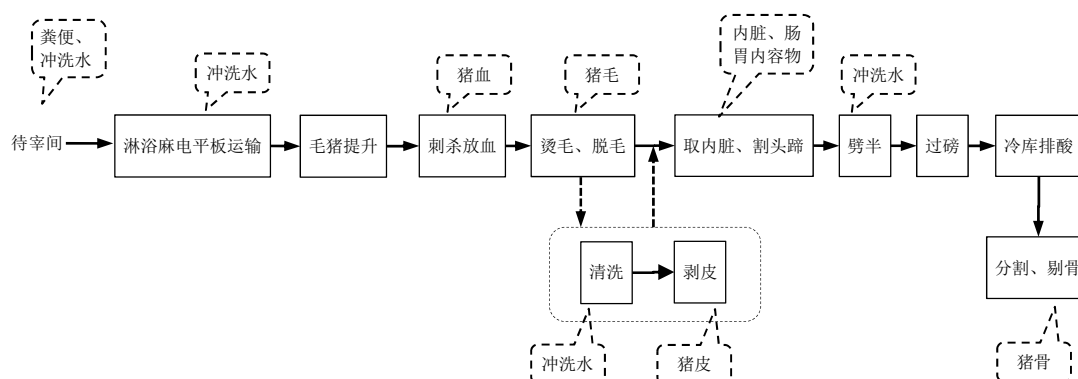 粪便、
冲洗水
冲洗水
猪血
猪毛
内脏、肠
胃内容物
冲洗水
待宰间
淋浴麻电平板运输
毛猪提升
刺杀放血
烫毛、脱毛
取内脏、割头蹄
劈半
过磅
冷库排酸
清洗
剥皮
分割、剔骨
冲洗水
猪皮
猪骨